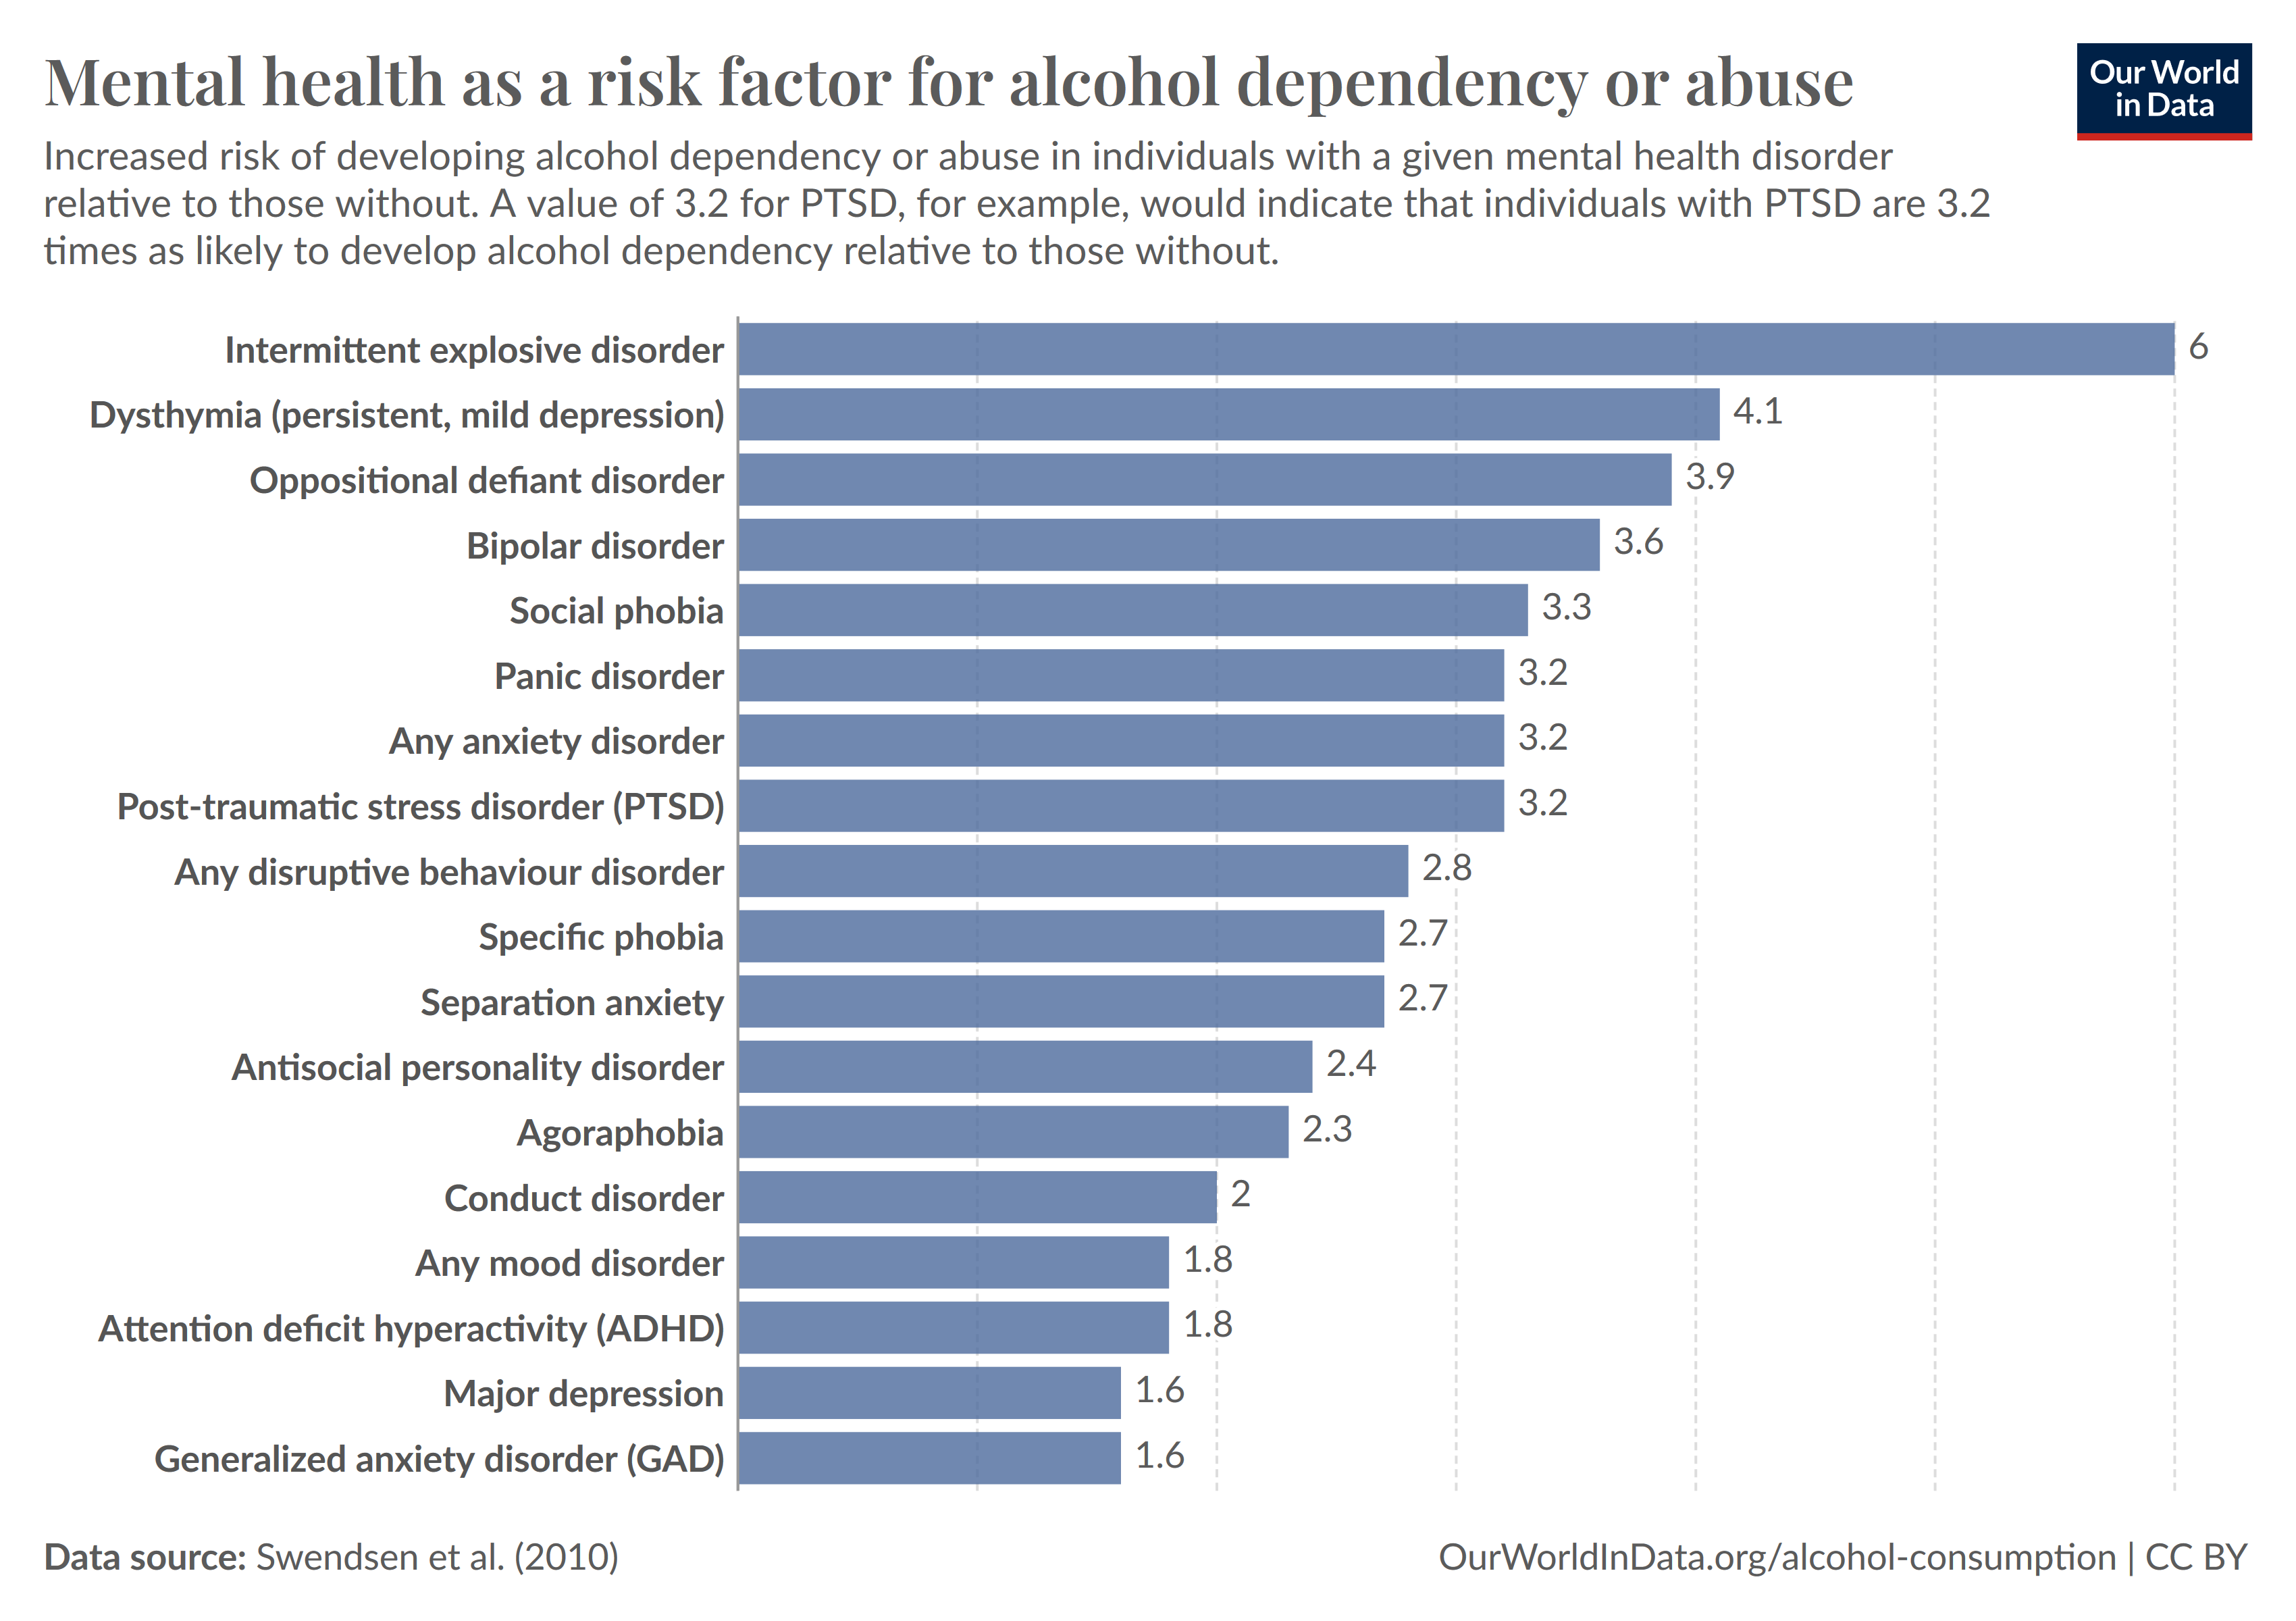 Mental health as a risk factor for alcohol dependency or abuse
Our World
in Data
Increased risk of developing alcohol dependency or abuse in individuals with a given mental health disorder
relative to those without. A value of 3.2 for PTSD, for example, would indicate that individuals with PTSD are 3.2
times as likely to develop alcohol dependency relative to those without.
Intermittent explosive disorder 6
Dysthymia (persistent, mild depression) 4.1
Oppositional defiant disorder 3.9
Bipolar disorder 3.6
Social phobia 3.3
Panic disorder 3.2
Any anxiety disorder 3.2
Post-traumatic stress disorder (PTSD) 3.2
Any disruptive behaviour disorder 2.8
Specific phobia 2.7
Separation anxiety 2.7
Antisocial personality disorder 2.4
Agoraphobia 2.3
Conduct disorder 2
Any mood disorder 1.8
Attention deficit hyperactivity (ADHD) 1.8
Major depression 1.6
Generalized anxiety disorder (GAD) 1.6
Data source: Swendsen et al. (2010)
OurWorldInData.org/alcohol-consumption | CC BY